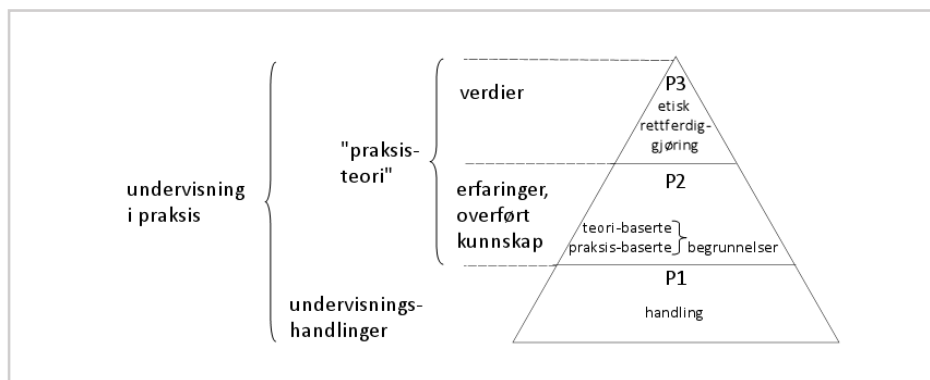 undervisning
i praksis
"praksis-
teori"
undervisnings-
handlinger
verdier
erfaringer,
overført
kunnskap
P3
etisk
rettferdig-
gjøring
P2
teori-baserte
praksis-baserte
begrunnelser
P1
handling